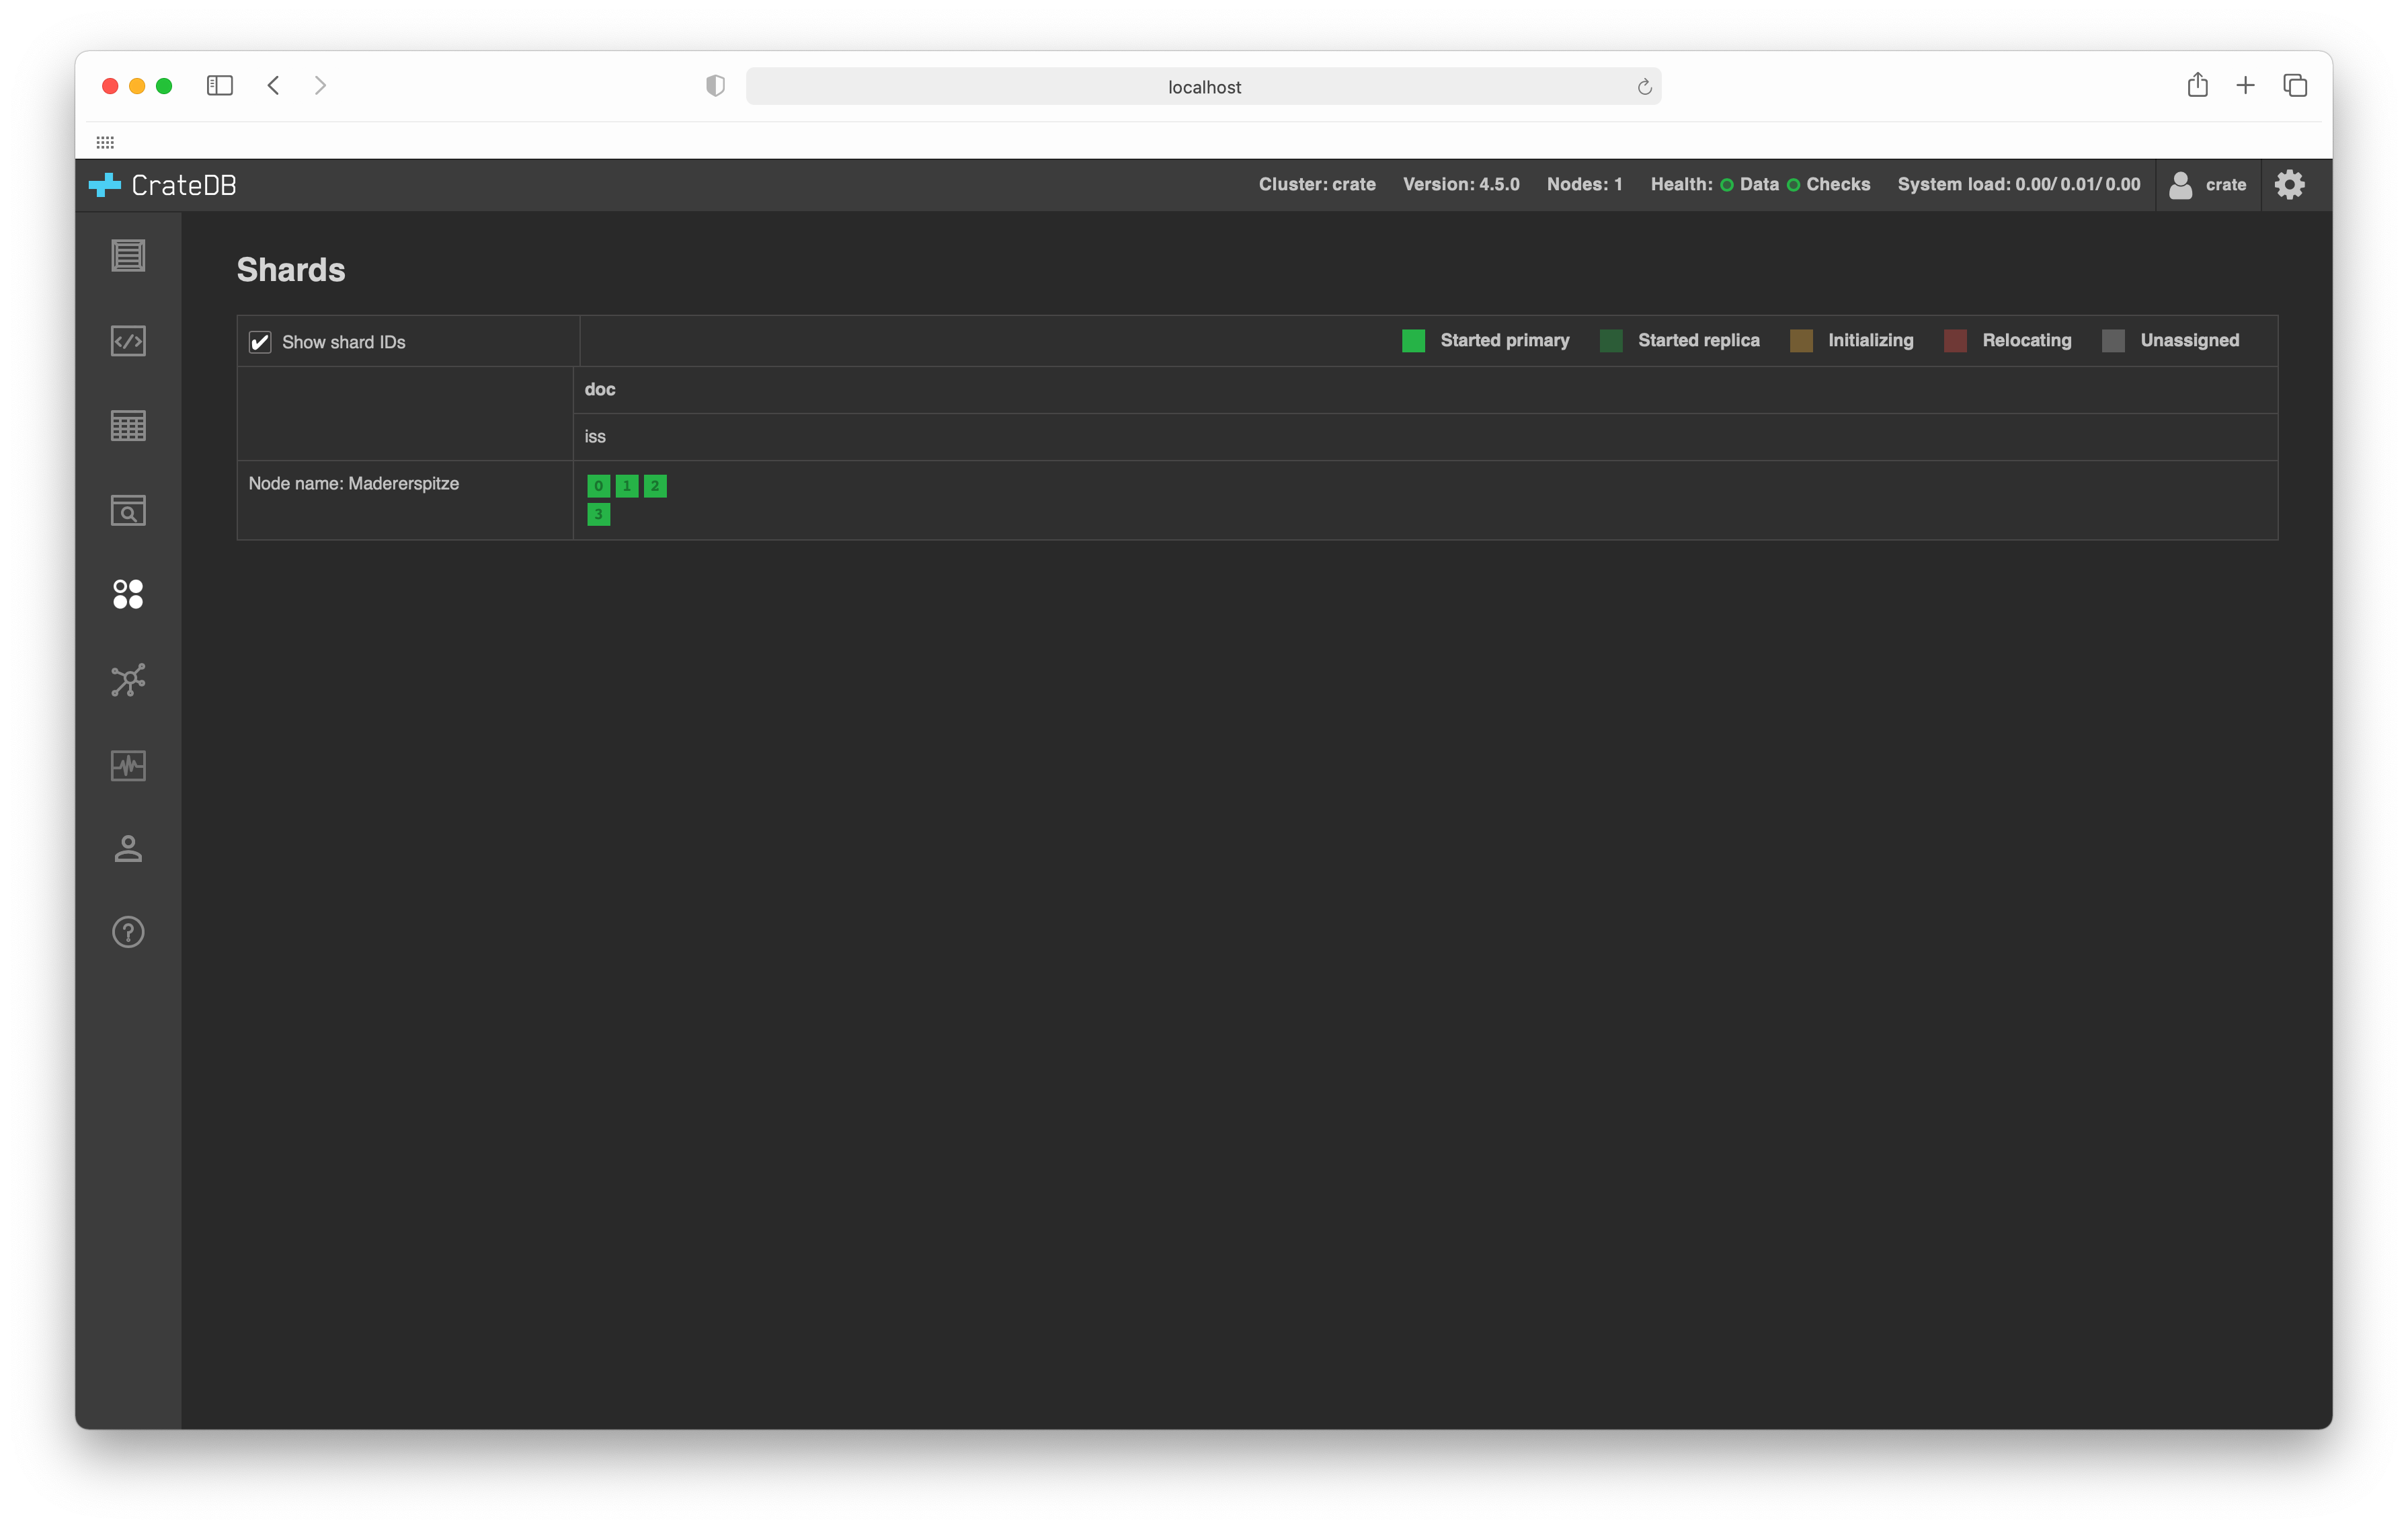 localhost
CrateDB
Cluster: crate Version: 4.5.0 Nodes: 1 Health: Data Checks System load: 0.00/ 0.01/ 0.00 crate
Shards
Show shard IDs Started primary Started replica Initializing Relocating Unassigned
doc
iss
Node name: Madererspitze 0 1 2
3